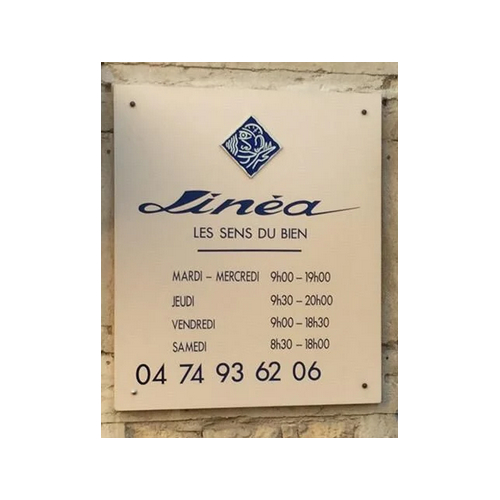 Linéa
LES SENS DU BIEN
MARDI – MERCREDI 9h00 – 19h00
JEUDI 9h30 – 20h00
VENDREDI 9h00 – 18h30
SAMEDI 8h30 – 18h00
04 74 93 62 06